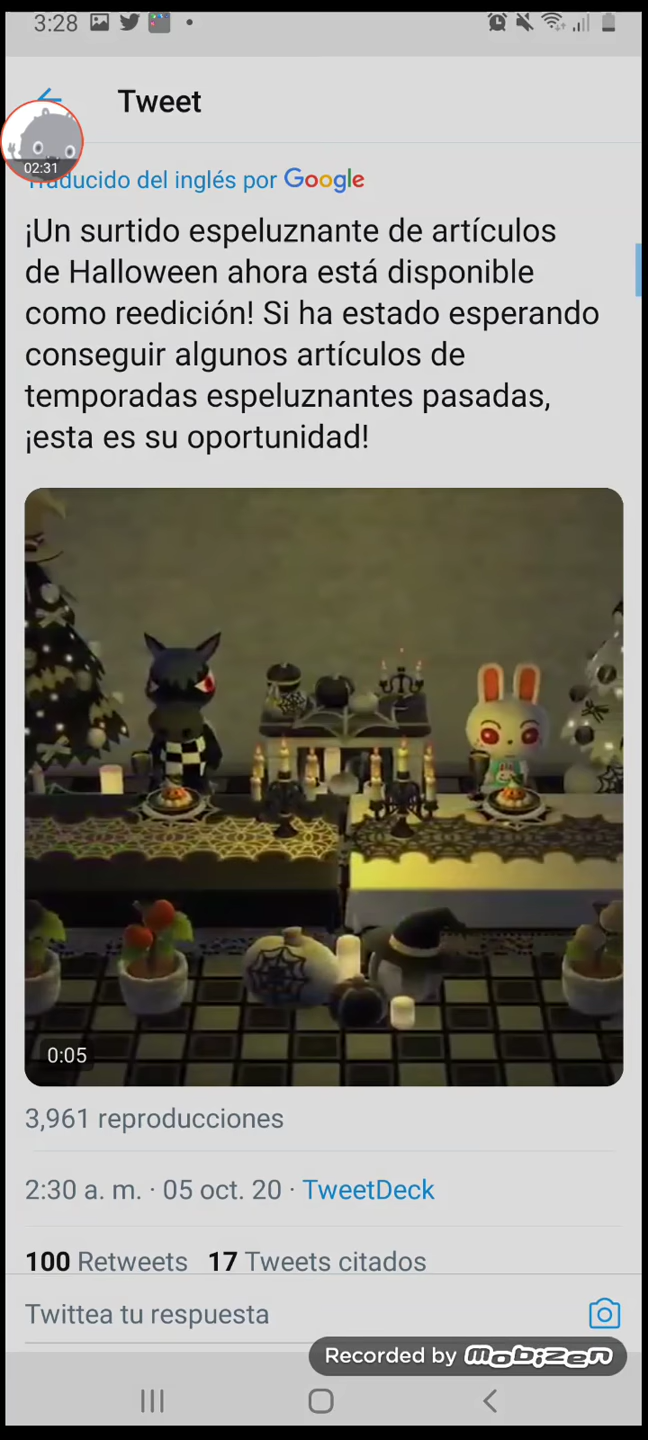 3:28
Tweet
02:31
Traducido del inglés por Google
¡Un surtido espeluznante de artículos
de Halloween ahora está disponible
como reedición! Si ha estado esperando
conseguir algunos artículos de
temporadas espeluznantes pasadas,
¡esta es su oportunidad!
0:05
3,961 reproducciones
2:30 a. m. · 05 oct. 20 · TweetDeck
100 Retweets 17 Tweets citados
Twittea tu respuesta
Recorded by mobizen